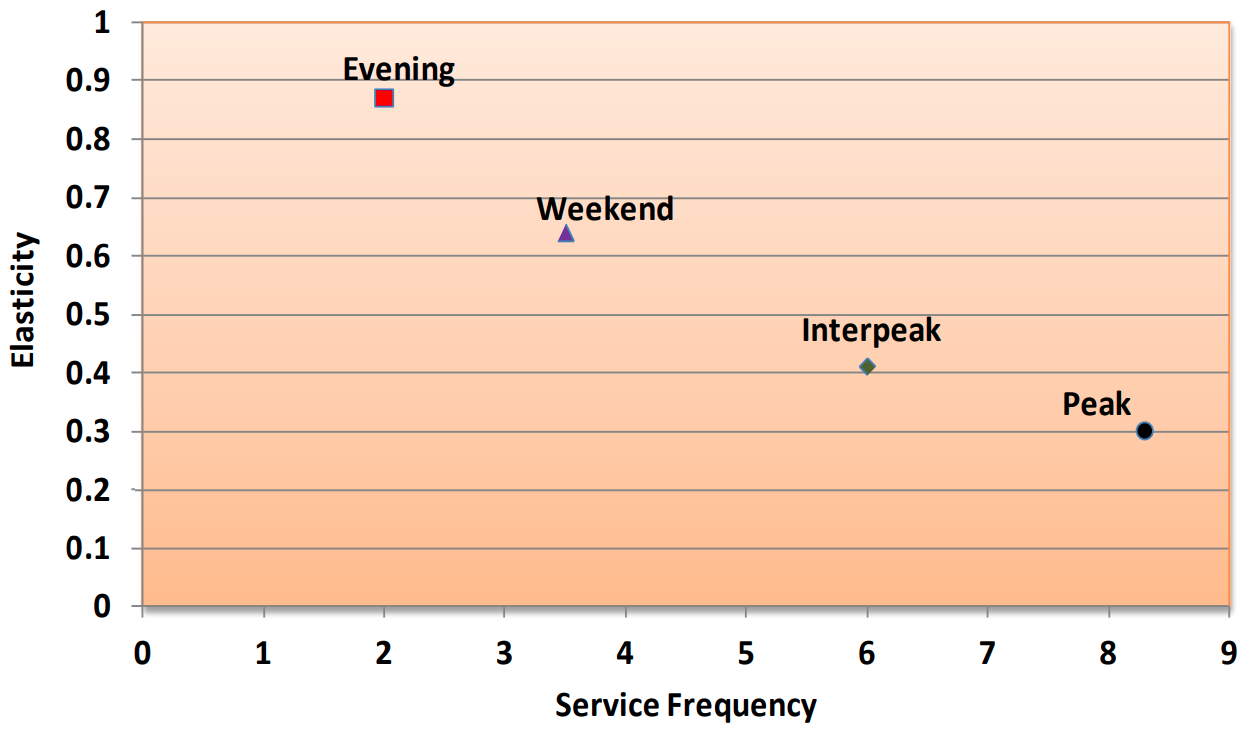 1
0.9
0.8
0.7
0.6
0.5
0.4
0.3
0.2
0.1
0
Elasticity
Evening
Weekend
Interpeak
Peak
0 1 2 3 4 5 6 7 8 9
Service Frequency